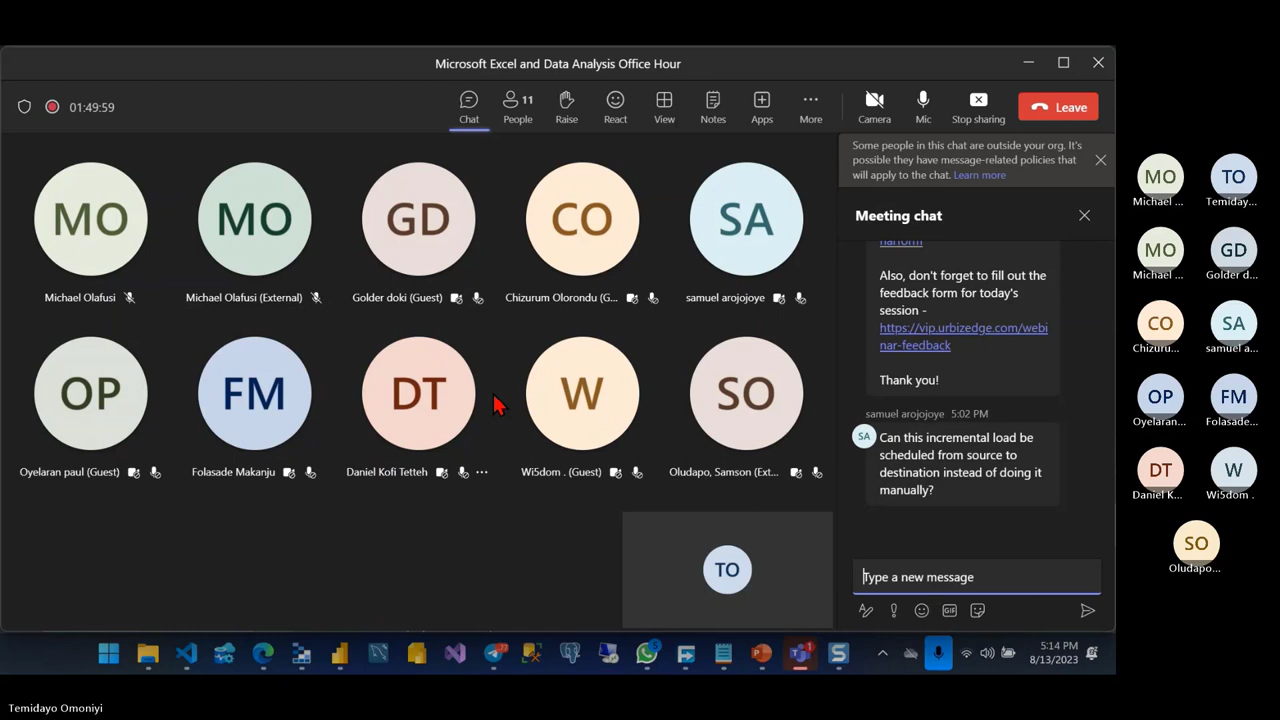 Microsoft Excel and Data Analysis Office Hour
01:49:59
Chat
People
11
Raise
React
View
Notes
Apps
More
Camera
Mic
Stop sharing
Leave
MO
Michael Olafusi
MO
Michael Olafusi (External)
GD
Golder doki (Guest)
CO
Chizurum Olorondu (G...
SA
samuel arojojoye
OP
Oyelaran paul (Guest)
FM
Folasade Makanju
DT
Daniel Kofi Tetteh
W
Wi5dom . (Guest)
SO
Oludapo, Samson (Ext...
TO
Some people in this chat are outside your org. It's
possible they have message-related policies that
will apply to the chat. Learn more
Meeting chat
Also, don't forget to fill out the
feedback form for today's
session -
https://vip.urbizedge.com/webi
nar-feedback
Thank you!
samuel arojojoye 5:02 PM
SA
Can this incremental load be
scheduled from source to
destination instead of doing it
manually?
Type a new message
GIF
MO
Michael ...
TO
Temiday...
MO
Michael ...
GD
Golder d...
CO
Chizuru...
SA
samuel a...
OP
Oyelaran...
FM
Folasade...
DT
Daniel K...
W
Wi5dom .
SO
Oludapo...
5:14 PM
8/13/2023
Temidayo Omoniyi